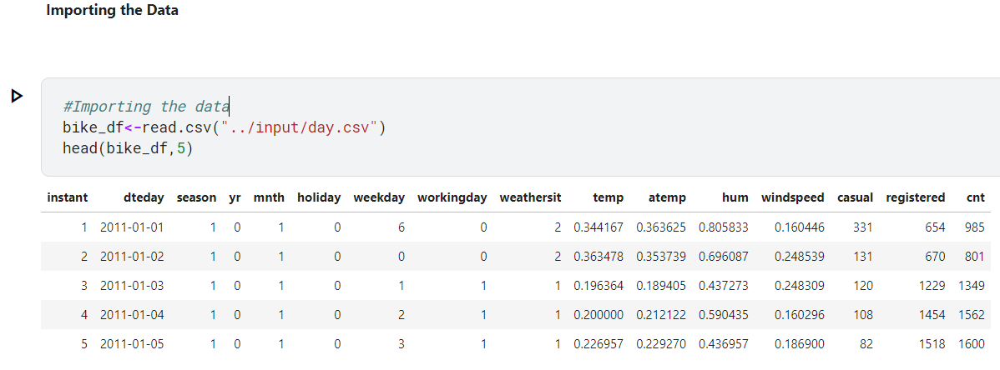 Importing the Data
#Importing the data
bike_df<-read.csv("../input/day.csv")
head(bike_df,5)
instant dteday season yr mnth holiday weekday workingday weathersit temp atemp hum windspeed casual registered cnt
1 2011-01-01 1 0 1 0 6 0 2 0.344167 0.363625 0.805833 0.160446 331 654 985
2 2011-01-02 1 0 1 0 0 0 2 0.363478 0.353739 0.696087 0.248539 131 670 801
3 2011-01-03 1 0 1 0 1 1 1 0.196364 0.189405 0.437273 0.248309 120 1229 1349
4 2011-01-04 1 0 1 0 2 1 1 0.200000 0.212122 0.590435 0.160296 108 1454 1562
5 2011-01-05 1 0 1 0 3 1 1 0.226957 0.229270 0.436957 0.186900 82 1518 1600